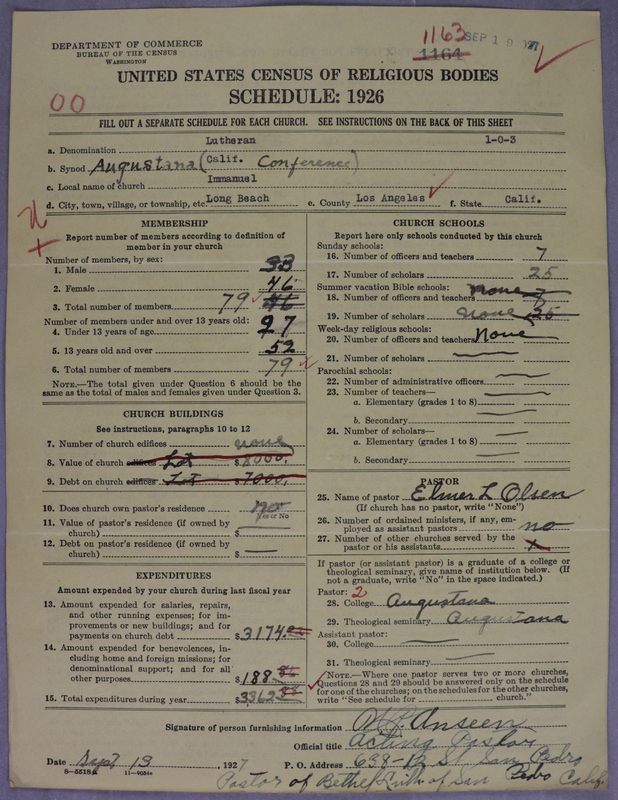 1163
SEP 19 '27
1164
DEPARTMENT OF COMMERCE
BUREAU OF THE CENSUS
WASHINGTON
UNITED STATES CENSUS OF RELIGIOUS BODIES
SCHEDULE: 1926
00
FILL OUT A SEPARATE SCHEDULE FOR EACH CHURCH. SEE INSTRUCTIONS ON THE BACK OF THIS SHEET
a. Denomination Lutheran 1-0-3
b. Synod Augustana (Calif. Conference)
c. Local name of church Immanuel
d. City, town, village, or township, etc. Long Beach e. County Los Angeles f. State Calif.
MEMBERSHIP
Report number of members according to definition of
member in your church
Number of members, by sex:
1. Male 33
2. Female 46
3. Total number of members 79 46
Number of members under and over 13 years old:
4. Under 13 years of age 27
5. 13 years old and over 52
6. Total number of members 79
NOTE.—The total given under Question 6 should be the
same as the total of males and females given under Question 3.
CHURCH BUILDINGS
See instructions, paragraphs 10 to 12
7. Number of church edifices none
8. Value of church edifices Lot $8000.
9. Debt on church edifices Lot $7000.
10. Does church own pastor's residence no
Yes or No
11. Value of pastor's residence (if owned by
church) $
12. Debt on pastor's residence (if owned by
church) $
EXPENDITURES
Amount expended by your church during last fiscal year
13. Amount expended for salaries, repairs,
and other running expenses; for im-
provements or new buildings; and for
payments on church debt $3174.
14. Amount expended for benevolences, in-
cluding home and foreign missions; for
denominational support; and for all
other purposes $188.
15. Total expenditures during year $3362
CHURCH SCHOOLS
Report here only schools conducted by this church
Sunday schools:
16. Number of officers and teachers 7
17. Number of scholars 25
Summer vacation Bible schools:
18. Number of officers and teachers None 7
19. Number of scholars none 25
Week-day religious schools:
20. Number of officers and teachers None
21. Number of scholars
Parochial schools:
22. Number of administrative officers
23. Number of teachers—
a. Elementary (grades 1 to 8)
b. Secondary
24. Number of scholars—
a. Elementary (grades 1 to 8)
b. Secondary
PASTOR
25. Name of pastor Elmer L Olsen
(If church has no pastor, write "None")
26. Number of ordained ministers, if any, em-
ployed as assistant pastors no
27. Number of other churches served by the
pastor or his assistants x
If pastor (or assistant pastor) is a graduate of a college or
theological seminary, give name of institution below. (If
not a graduate, write "No" in the space indicated.)
Pastor: 2
28. College Augustana
29. Theological seminary Augustana
Assistant pastor:
30. College
31. Theological seminary
NOTE.—Where one pastor serves two or more churches,
Questions 28 and 29 should be answered only on the schedule
for one of the churches; on the schedules for the other churches,
write "See schedule for church."
Signature of person furnishing information Anseen
Official title Acting Pastor
Date Sept 13 1927 P. O. Address 638-12 St. San Pedro
8-5518a 11-9054
Pastor of Bethel Luth of San Pedro Calif.